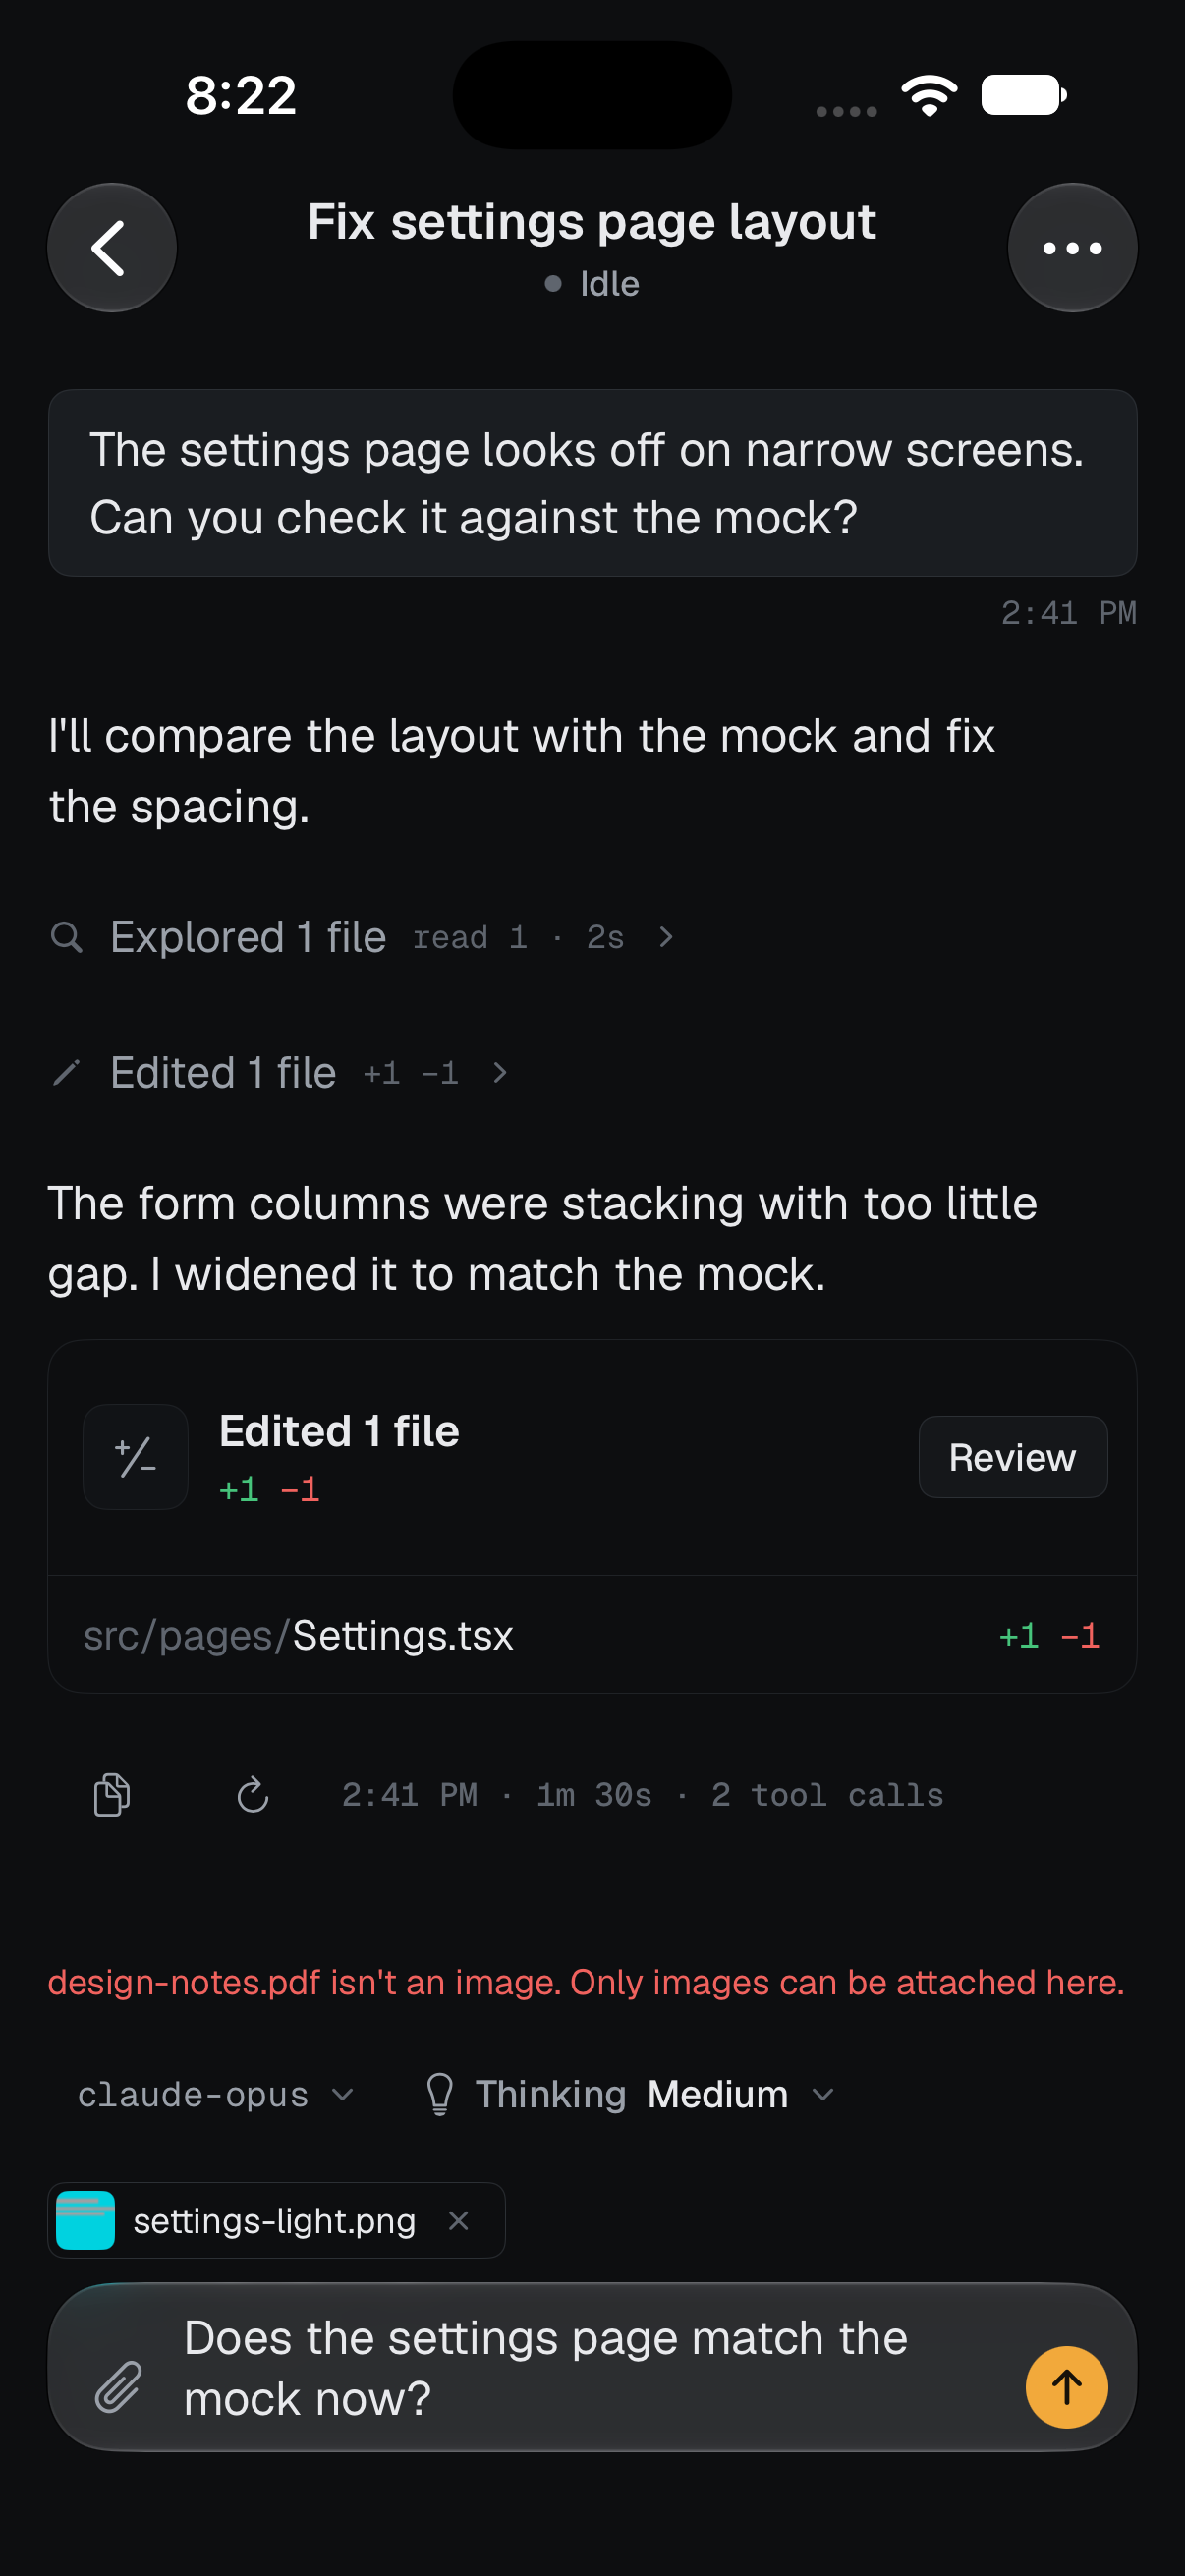 8:22
Fix settings page layout
Idle
The settings page looks off on narrow screens.
Can you check it against the mock?
2:41 PM
I'll compare the layout with the mock and fix
the spacing.
Explored 1 file read 1 · 2s
Edited 1 file +1 −1
The form columns were stacking with too little
gap. I widened it to match the mock.
Edited 1 file
+1 −1
Review
src/pages/Settings.tsx +1 −1
2:41 PM · 1m 30s · 2 tool calls
design-notes.pdf isn't an image. Only images can be attached here.
claude-opus Thinking Medium
settings-light.png
Does the settings page match the
mock now?